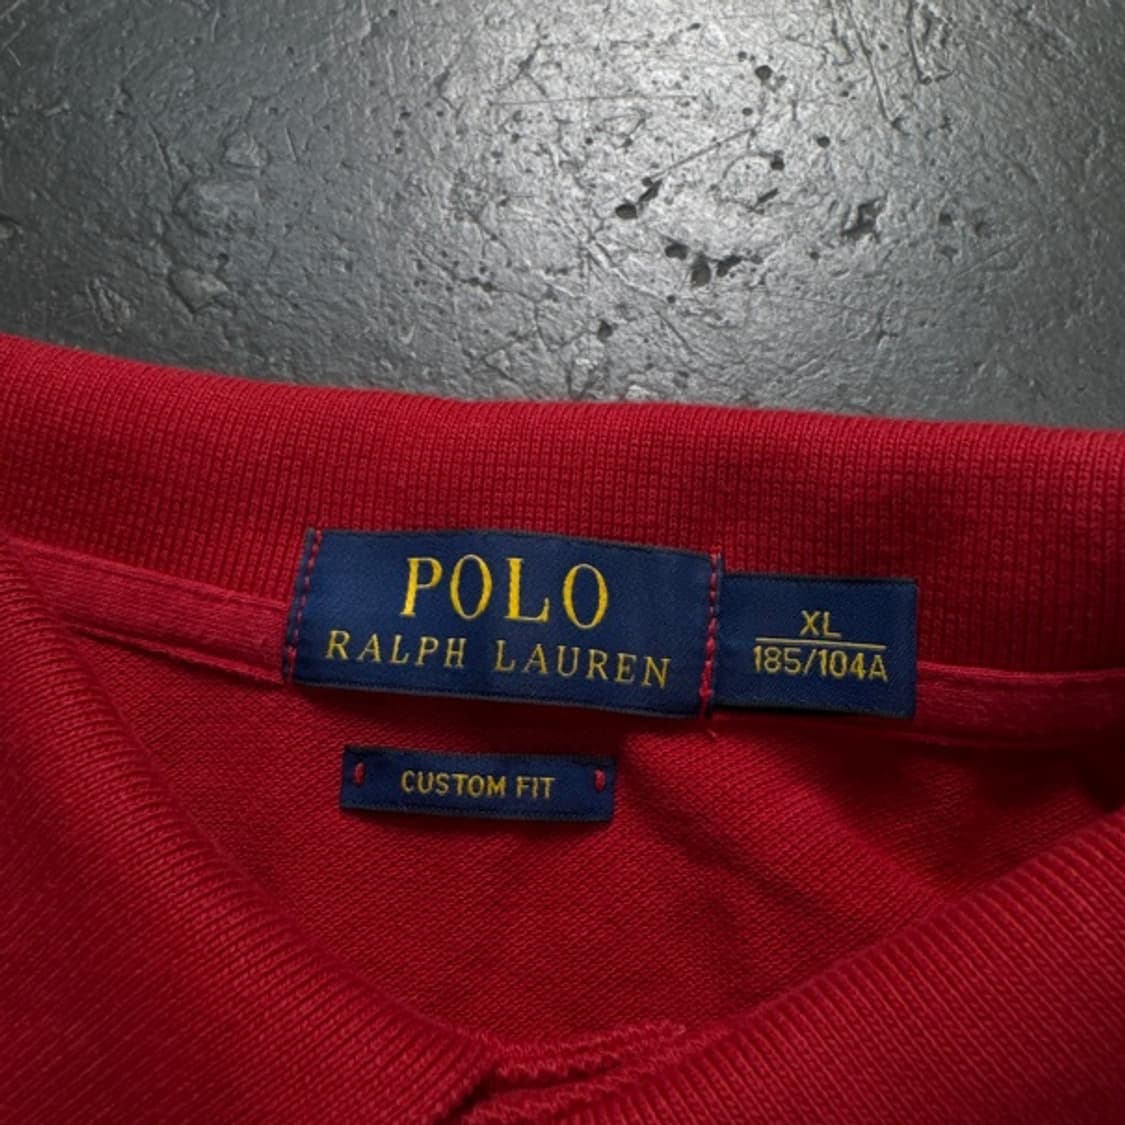 POLO
RALPH LAUREN
XL
185/104A
CUSTOM FIT